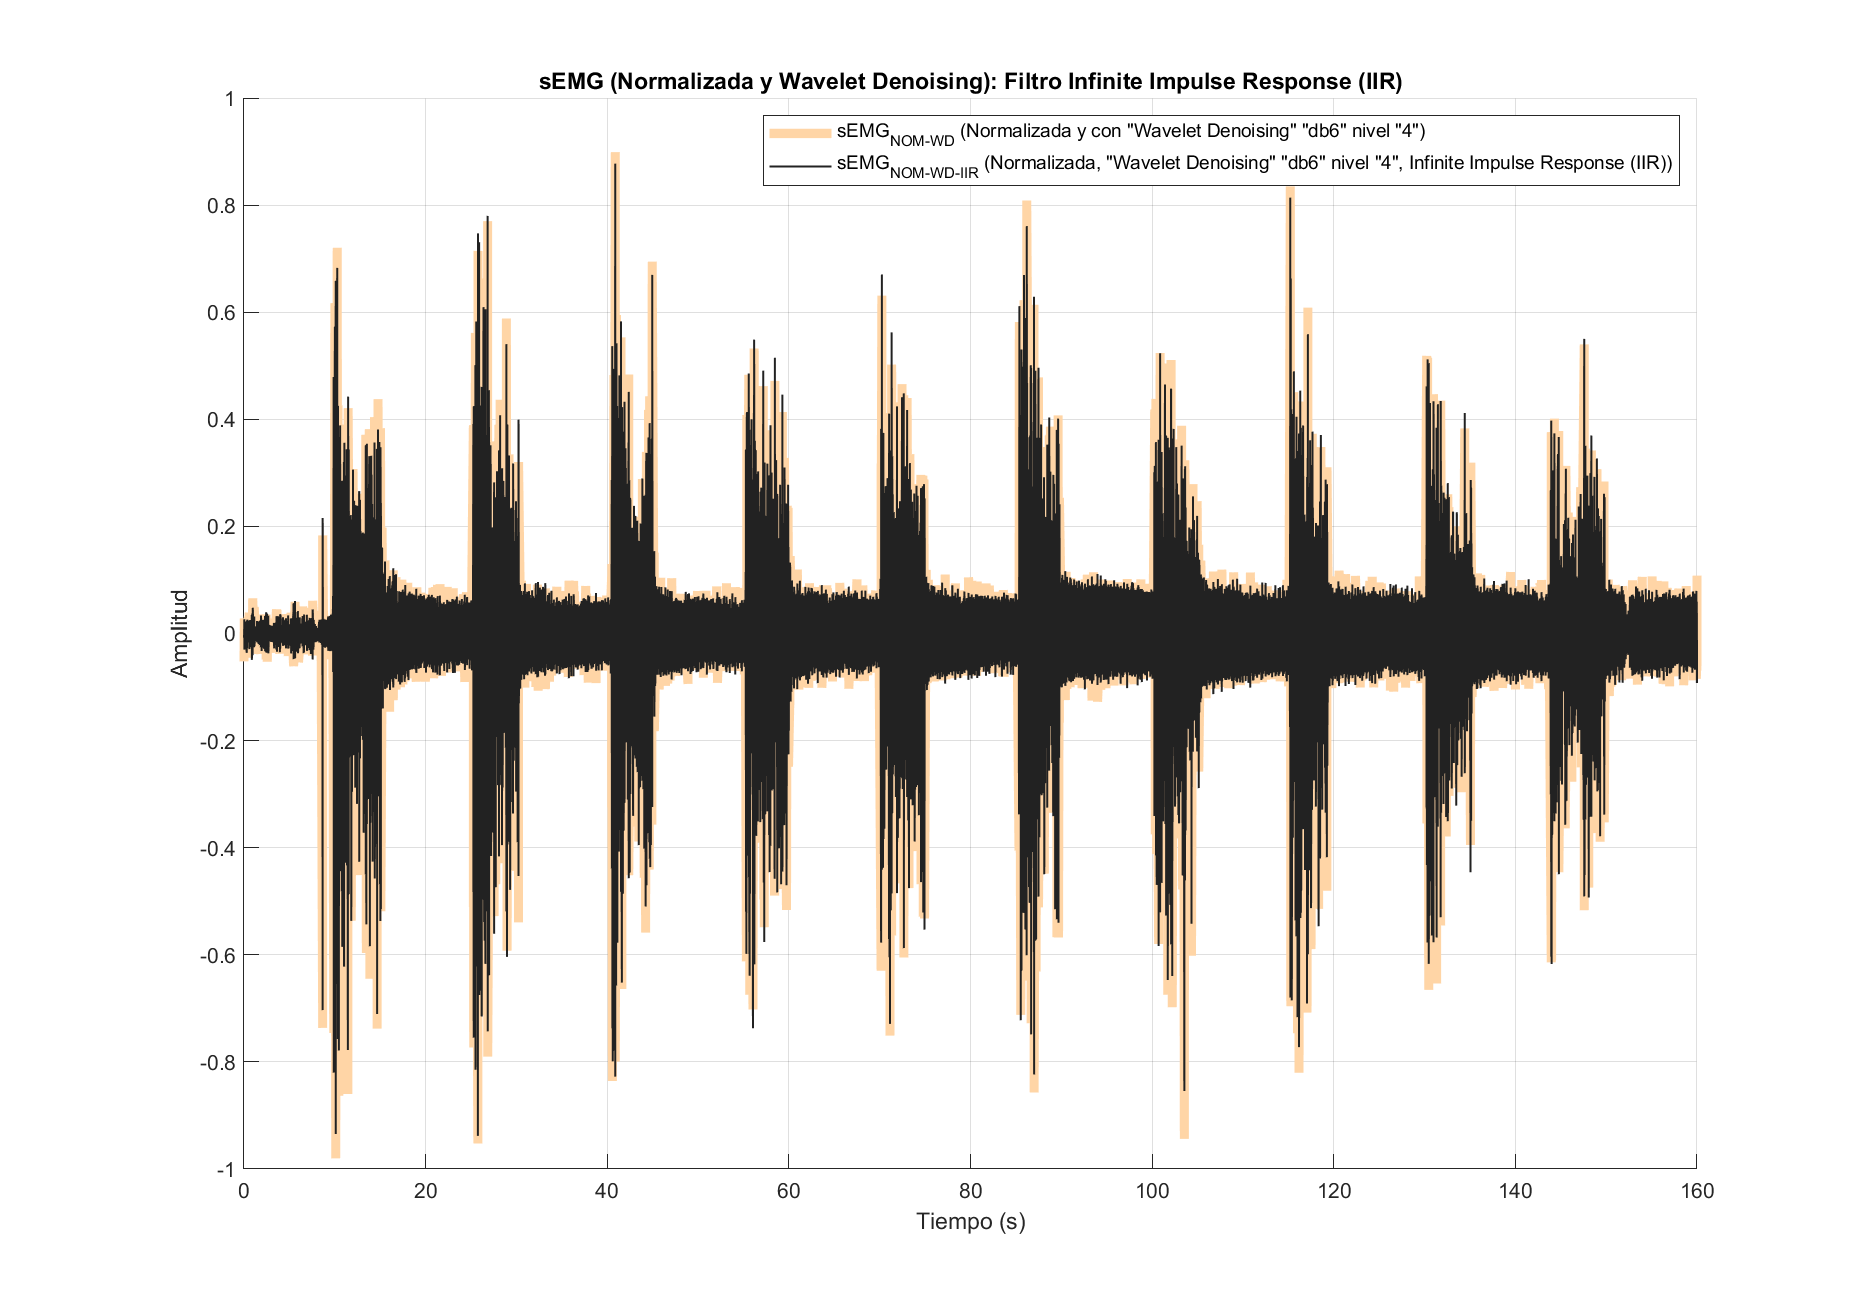 sEMG (Normalizada y Wavelet Denoising): Filtro Infinite Impulse Response (IIR)
sEMG_NOM-WD (Normalizada y con "Wavelet Denoising" "db6" nivel "4")
sEMG_NOM-WD-IIR (Normalizada, "Wavelet Denoising" "db6" nivel "4", Infinite Impulse Response (IIR))
1
0.8
0.6
0.4
0.2
0
-0.2
-0.4
-0.6
-0.8
-1
Amplitud
0 20 40 60 80 100 120 140 160
Tiempo (s)